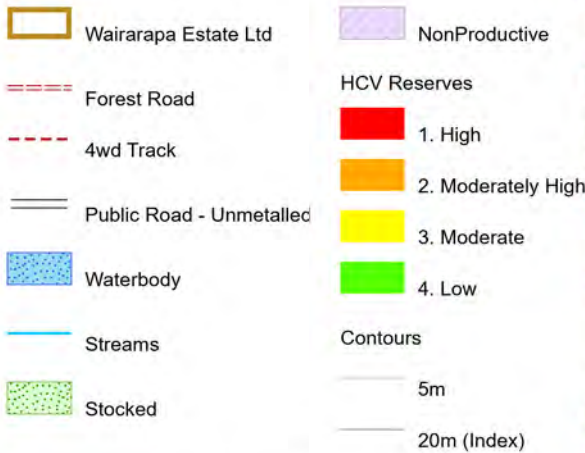 Wairarapa Estate Ltd
Forest Road
4wd Track
Public Road - Unmetalled
Waterbody
Streams
Stocked
NonProductive
HCV Reserves
1. High
2. Moderately High
3. Moderate
4. Low
Contours
5m
20m (Index)